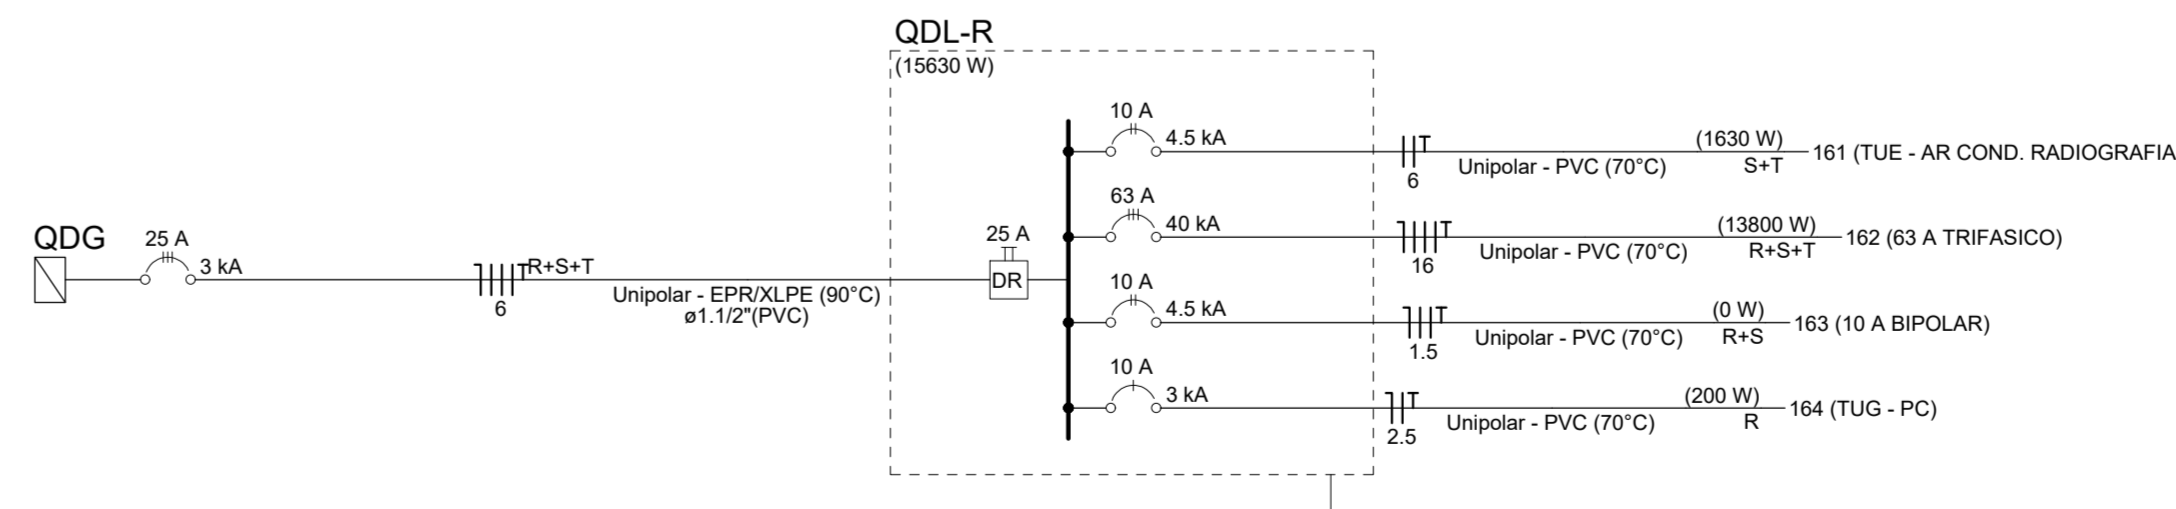 QDL-R
(15630 W)
10 A
4.5 kA
T
6
Unipolar - PVC (70°C)
(1630 W)
S+T
161 (TUE - AR COND. RADIOGRAFIA
63 A
40 kA
T
16
Unipolar - PVC (70°C)
(13800 W)
R+S+T
162 (63 A TRIFASICO)
QDG
25 A
3 kA
T
R+S+T
6
Unipolar - EPR/XLPE (90°C)
ø1.1/2"(PVC)
25 A
DR
10 A
4.5 kA
T
1.5
Unipolar - PVC (70°C)
(0 W)
R+S
163 (10 A BIPOLAR)
10 A
3 kA
T
2.5
Unipolar - PVC (70°C)
(200 W)
R
164 (TUG - PC)